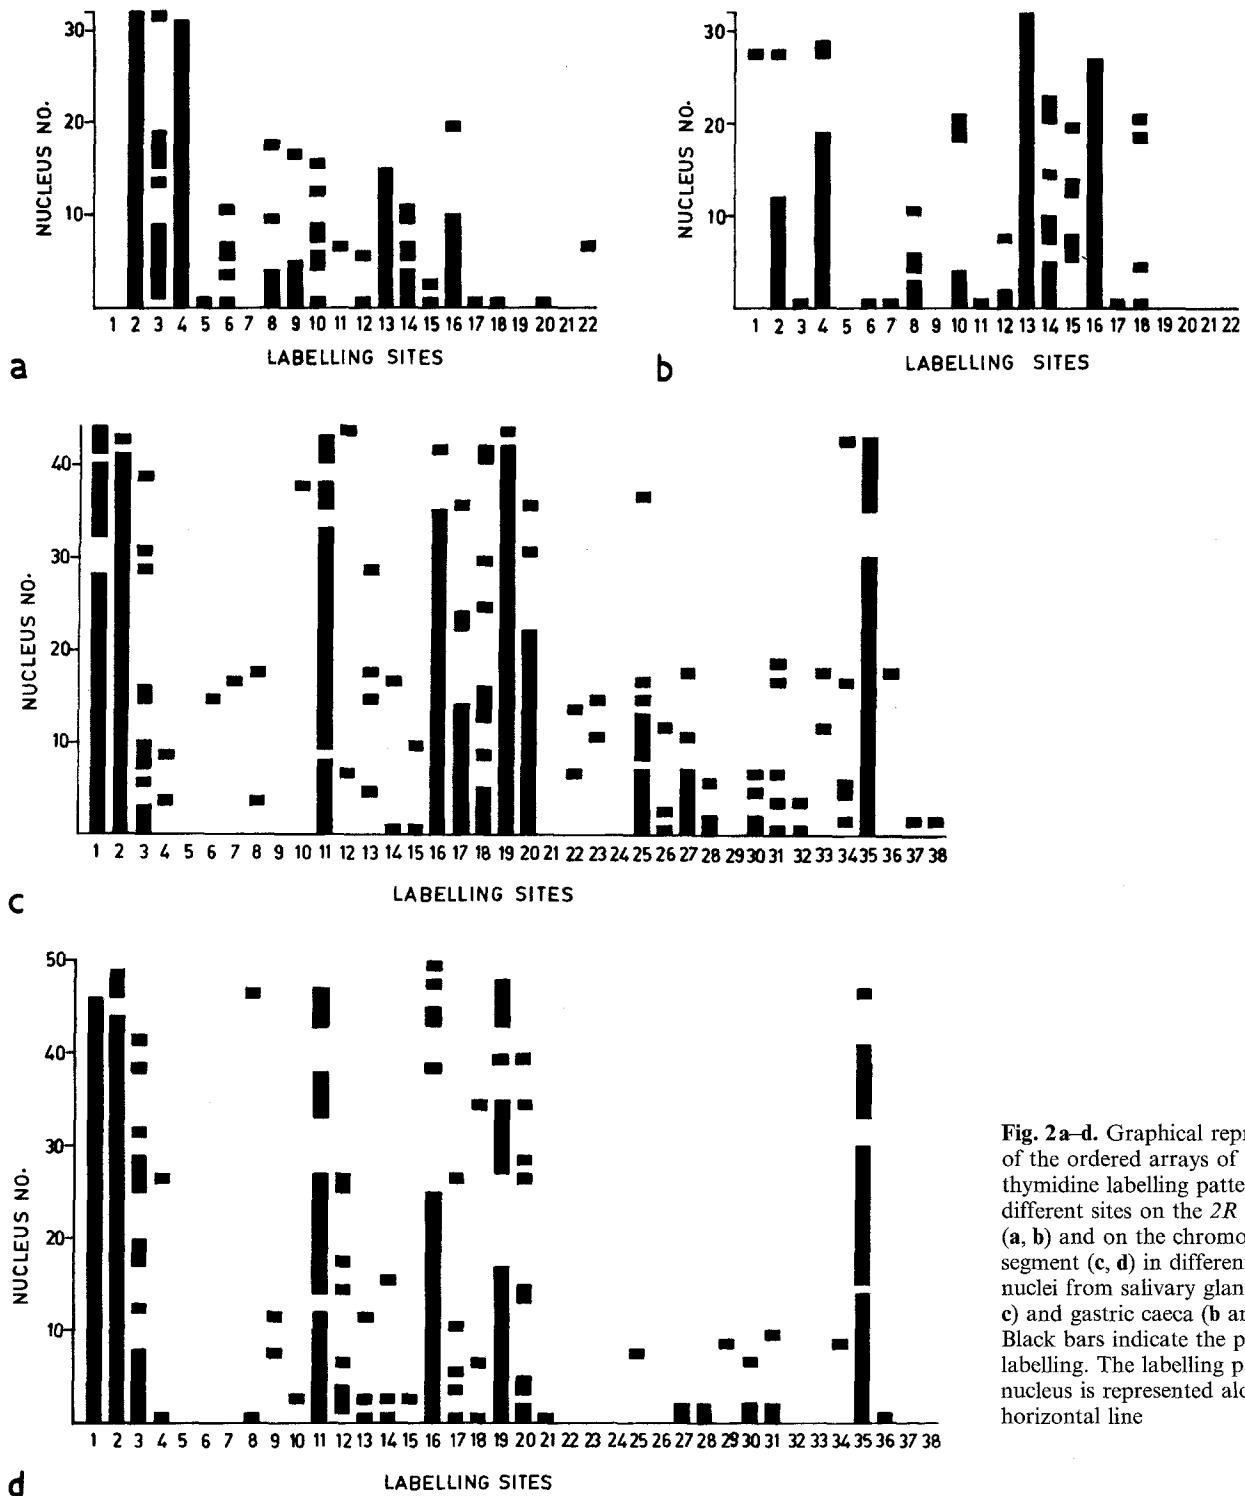 30
20
10
NUCLEUS NO.
1 2 3 4 5 6 7 8 9 10 11 12 13 14 15 16 17 18 19 20 21 22
LABELLING SITES
a
30
20
10
NUCLEUS NO.
1 2 3 4 5 6 7 8 9 10 11 12 13 14 15 16 17 18 19 20 21 22
LABELLING SITES
b
40
30
20
10
NUCLEUS NO.
1 2 3 4 5 6 7 8 9 10 11 12 13 14 15 16 17 18 19 20 21 22 23 24 25 26 27 28 29 30 31 32 33 34 35 36 37 38
LABELLING SITES
c
50
40
30
20
10
NUCLEUS NO.
1 2 3 4 5 6 7 8 9 10 11 12 13 14 15 16 17 18 19 20 21 22 23 24 25 26 27 28 29 30 31 32 33 34 35 36 37 38
LABELLING SITES
d
Fig. 2a–d. Graphical repr
of the ordered arrays of
thymidine labelling patte
different sites on the 2R
(a, b) and on the chromo
segment (c, d) in differen
nuclei from salivary glan
c) and gastric caeca (b ar
Black bars indicate the p
labelling. The labelling p
nucleus is represented alo
horizontal line